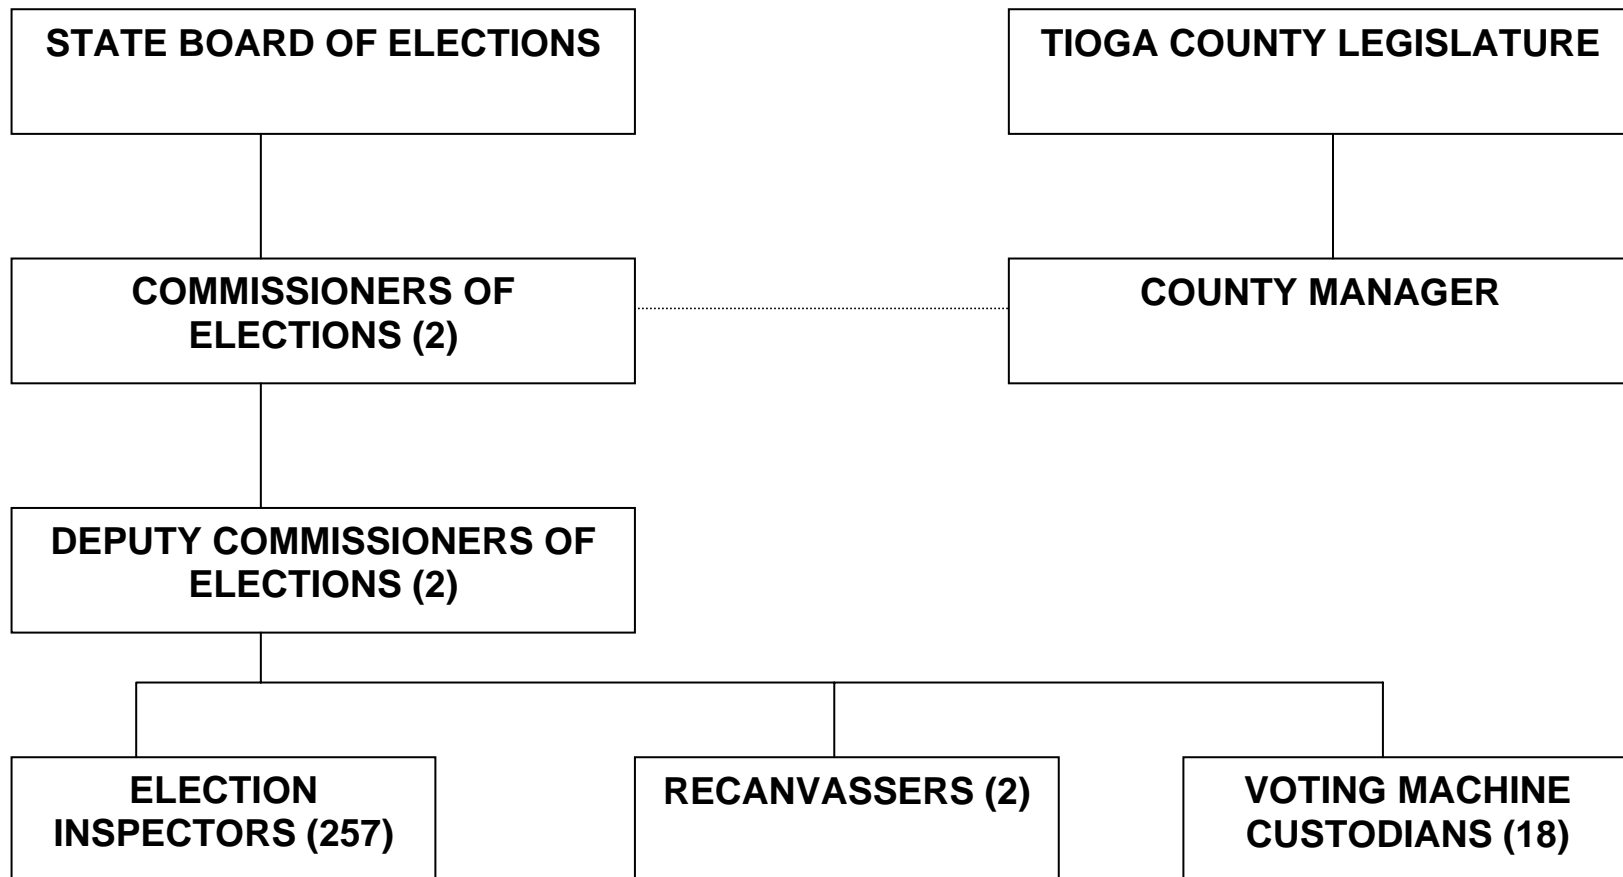 STATE BOARD OF ELECTIONS
TIOGA COUNTY LEGISLATURE
COMMISSIONERS OF
ELECTIONS (2)
COUNTY MANAGER
DEPUTY COMMISSIONERS OF
ELECTIONS (2)
ELECTION
INSPECTORS (257)
RECANVASSERS (2)
VOTING MACHINE
CUSTODIANS (18)